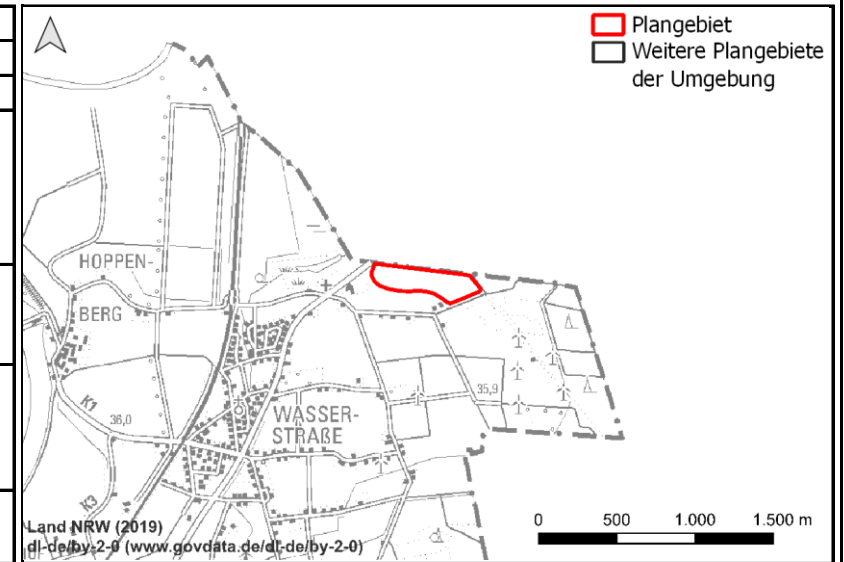 Plangebiet
Weitere Plangebiete
der Umgebung
HOPPEN-
BERG
K1
36,0
WASSER-
STRAßE
35,9
K3
Land NRW (2019)
dl-de/by-2-0 (www.govdata.de/dl-de/by-2-0)
0 500 1.000 1.500 m